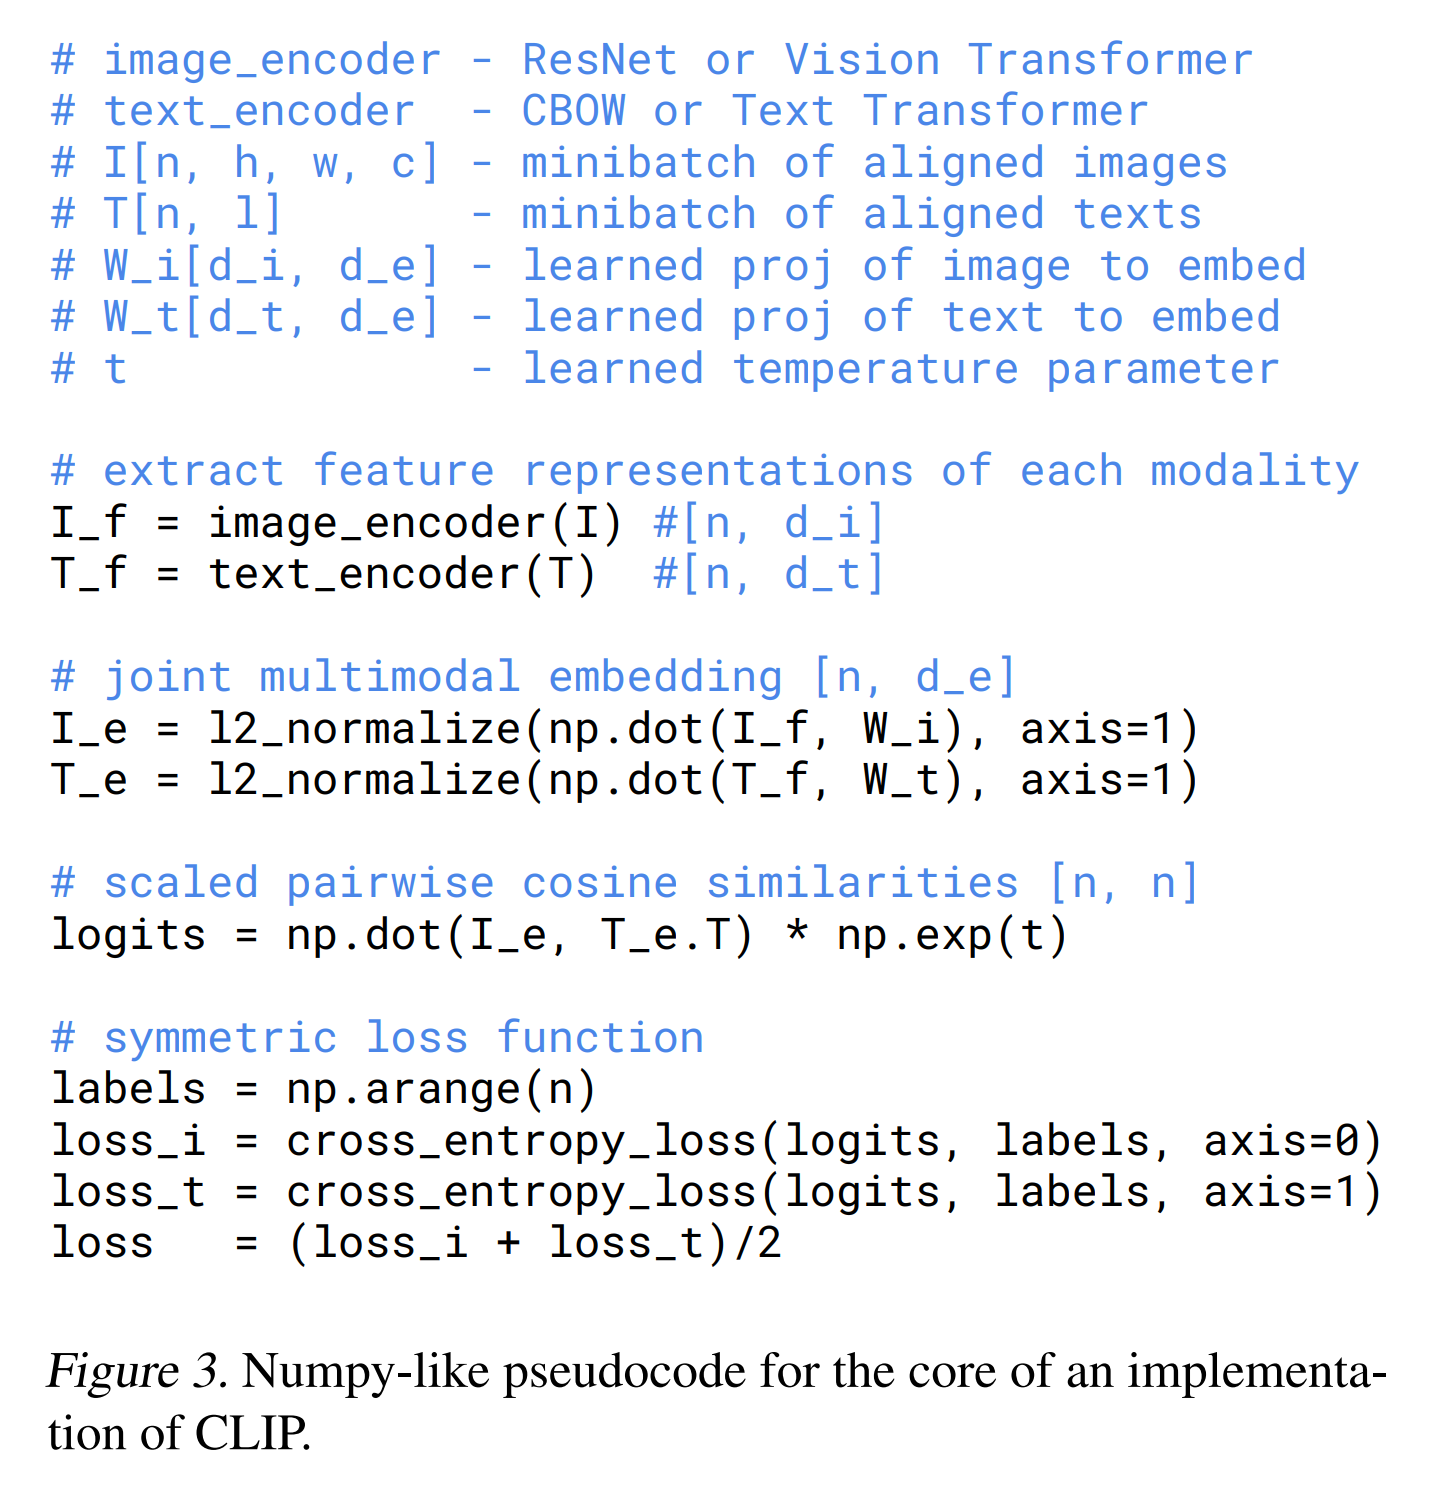 # image_encoder - ResNet or Vision Transformer
# text_encoder  - CBOW or Text Transformer
# I[n, h, w, c] - minibatch of aligned images
# T[n, l]       - minibatch of aligned texts
# W_i[d_i, d_e] - learned proj of image to embed
# W_t[d_t, d_e] - learned proj of text to embed
# t             - learned temperature parameter

# extract feature representations of each modality
I_f = image_encoder(I) #[n, d_i]
T_f = text_encoder(T)  #[n, d_t]

# joint multimodal embedding [n, d_e]
I_e = l2_normalize(np.dot(I_f, W_i), axis=1)
T_e = l2_normalize(np.dot(T_f, W_t), axis=1)

# scaled pairwise cosine similarities [n, n]
logits = np.dot(I_e, T_e.T) * np.exp(t)

# symmetric loss function
labels = np.arange(n)
loss_i = cross_entropy_loss(logits, labels, axis=0)
loss_t = cross_entropy_loss(logits, labels, axis=1)
loss   = (loss_i + loss_t)/2

Figure 3. Numpy-like pseudocode for the core of an implementa-
tion of CLIP.